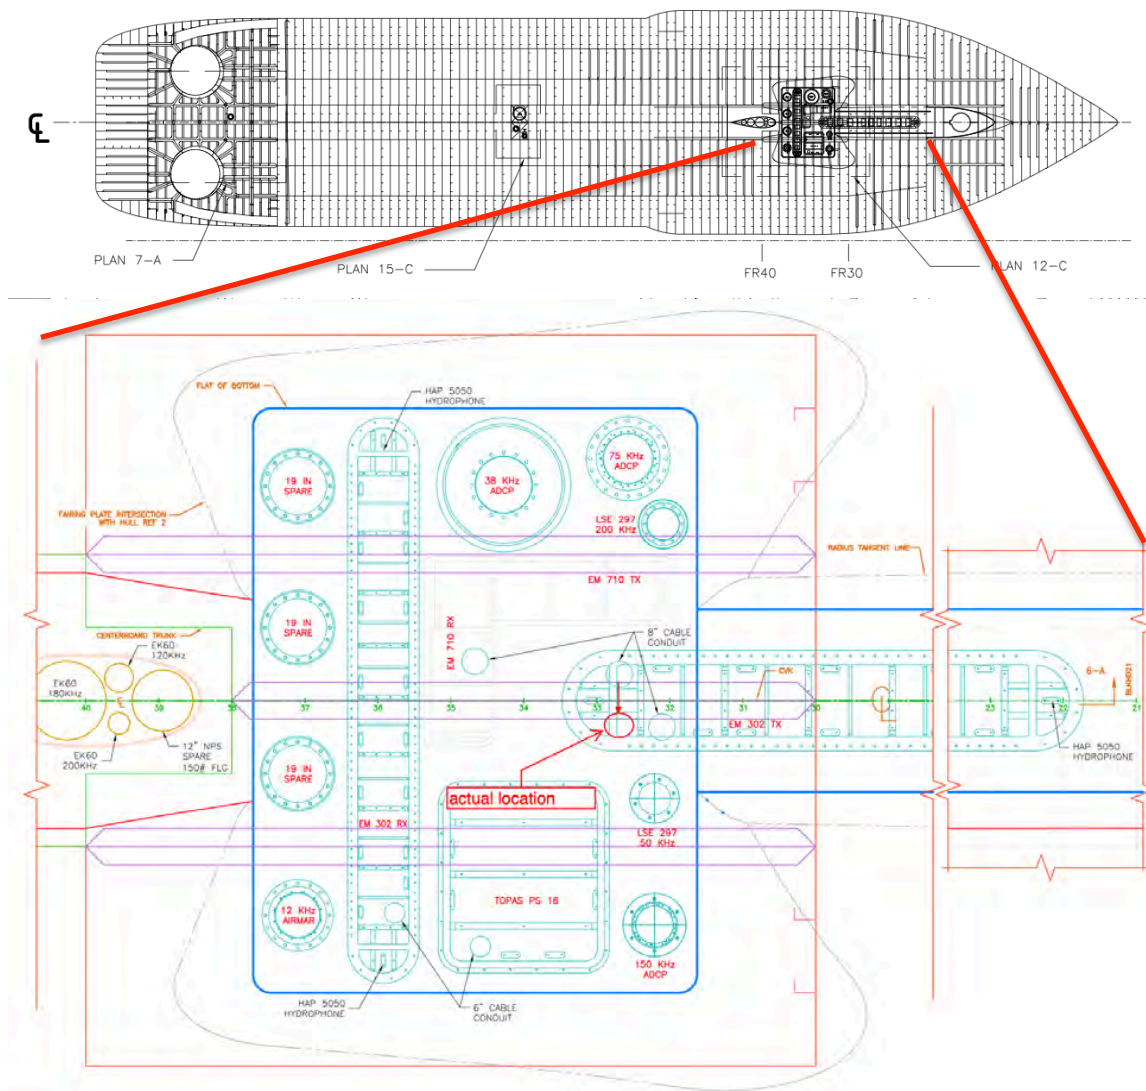 ℄
PLAN 7-A
PLAN 15-C
FR40
FR30
PLAN 12-C
FLAT OF BOTTOM
HAP 5050
HYDROPHONE
19 IN
SPARE
38 KHz
ADCP
75 KHz
ADCP
FAIRING PLATE INTERSECTION
WITH HULL REF 2
LSE 297
200 KHz
RADIUS TANGENT LINE
EM 710 TX
CENTERBOARD TRUNK
EK60
120KHz
19 IN
SPARE
EM 710 RX
8" CABLE
CONDUIT
EK60
180KHz
CVK
6-A
BLKHD21
40
39
38
37
36
35
34
33
32
31
30
23
22
21
EM 302 TX
EK60
200KHz
12" NPS
SPARE
150# FLG
19 IN
SPARE
HAP 5050
HYDROPHONE
actual location
EM 302 RX
LSE 297
50 KHz
12 KHz
AIRMAR
TOPAS PS 18
150 KHz
ADCP
HAP 5050
HYDROPHONE
6" CABLE
CONDUIT